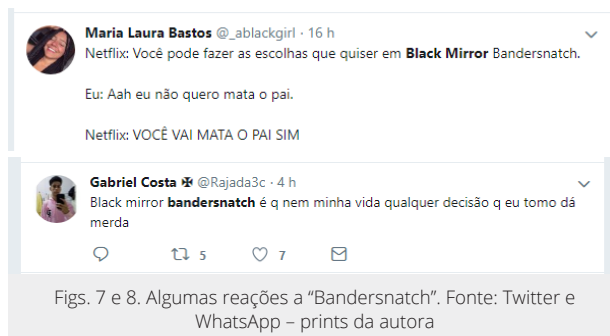 Maria Laura Bastos @_ablackgirl · 16 h
Netflix: Você pode fazer as escolhas que quiser em Black Mirror Bandersnatch.
Eu: Aah eu não quero mata o pai.
Netflix: VOCÊ VAI MATA O PAI SIM
Gabriel Costa ✠ @Rajada3c · 4 h
Black mirror bandersnatch é q nem minha vida qualquer decisão q eu tomo dá
merda
5 7
Figs. 7 e 8. Algumas reações a “Bandersnatch”. Fonte: Twitter e
WhatsApp – prints da autora